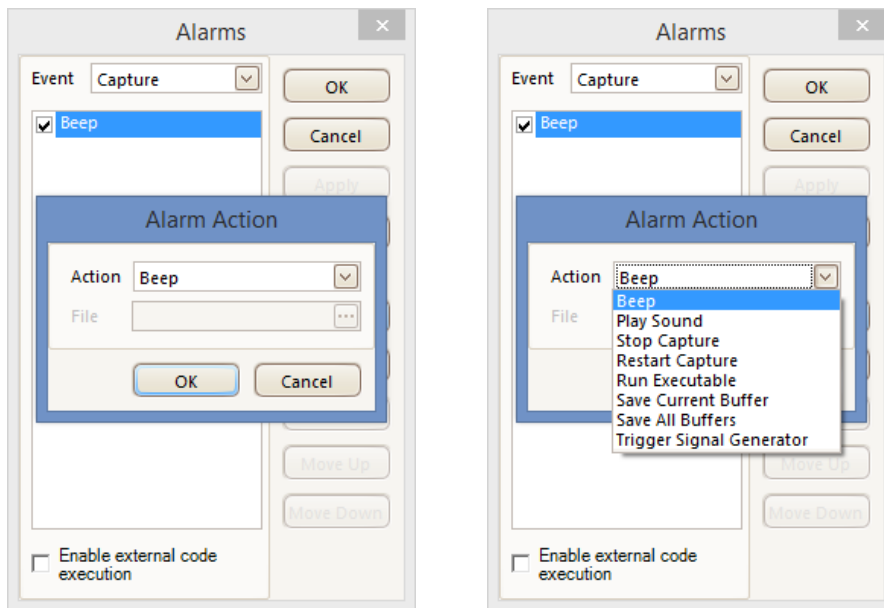 Alarms
Event Capture
OK
Beep
Cancel
Apply
Alarm Action
Action Beep
File
OK Cancel
Move Up
Move Down
Enable external code
execution
Alarms
Event Capture
OK
Beep
Cancel
Apply
Alarm Action
Action Beep
File
Beep
Play Sound
Stop Capture
Restart Capture
Run Executable
Save Current Buffer
Save All Buffers
Trigger Signal Generator
Move Up
Move Down
Enable external code
execution